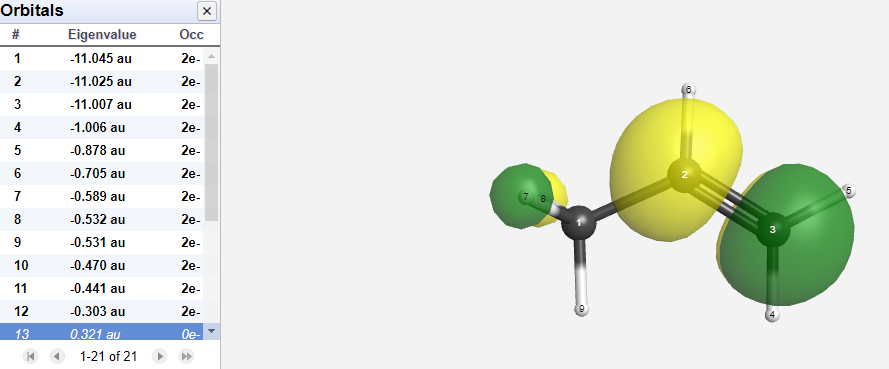 Orbitals ×
# Eigenvalue Occ
1 -11.045 au 2e-
2 -11.025 au 2e-
3 -11.007 au 2e-
4 -1.006 au 2e-
5 -0.878 au 2e-
6 -0.705 au 2e-
7 -0.589 au 2e-
8 -0.532 au 2e-
9 -0.531 au 2e-
10 -0.470 au 2e-
11 -0.441 au 2e-
12 -0.303 au 2e-
13 0.321 au 0e-
1-21 of 21
6
2
5
7 8
1
3
9
4